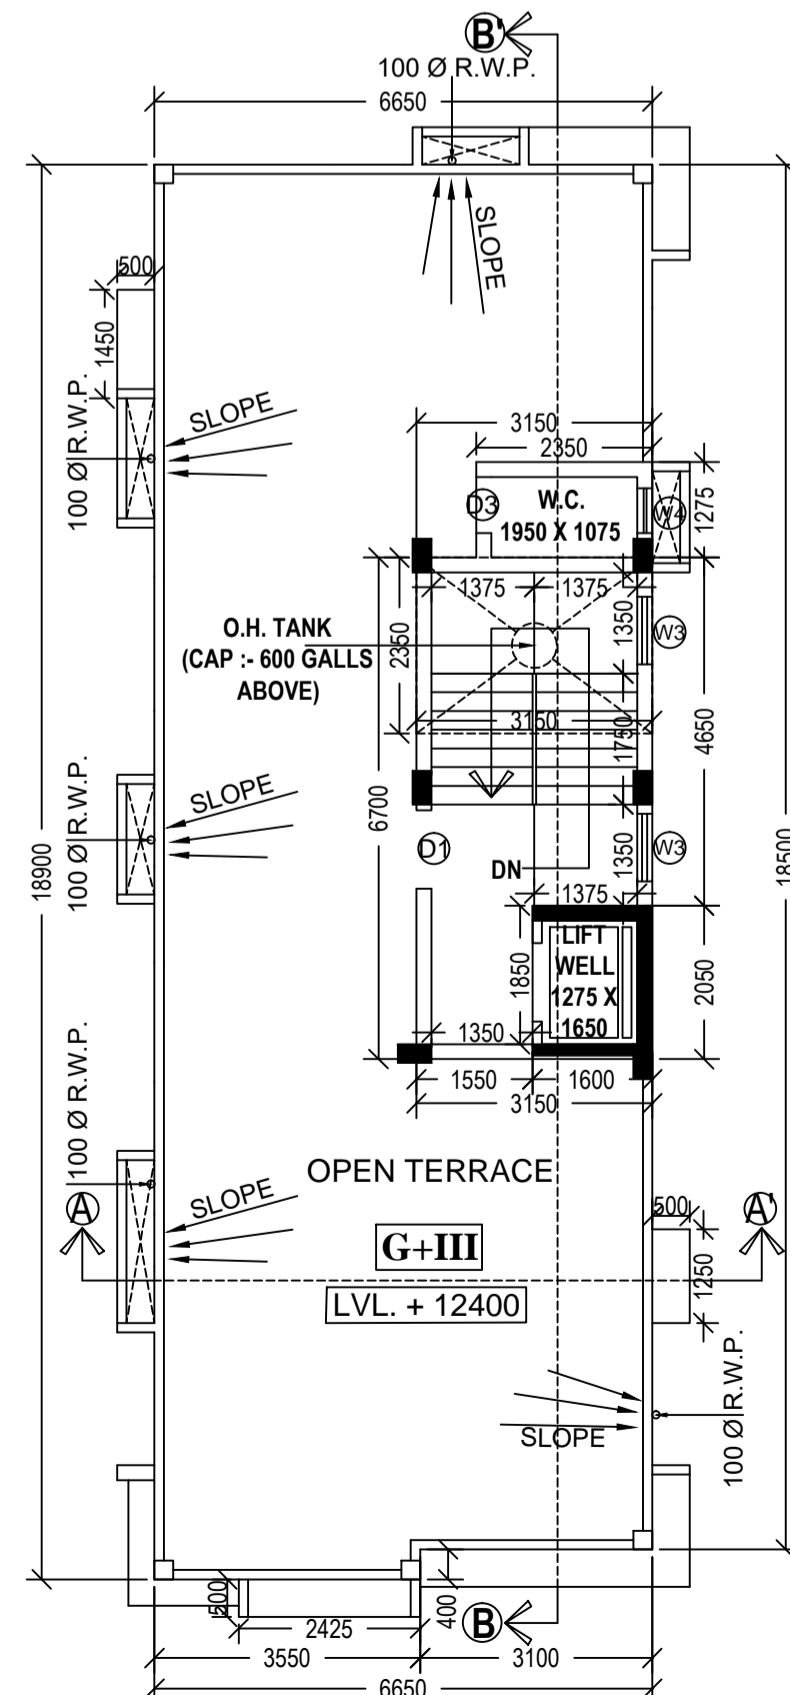 B'
100 Ø R.W.P.
6650
SLOPE
500
1450
100 Ø R.W.P.
SLOPE
3150
2350
D3
W.C.
1950 X 1075
W4
1275
1375
1375
O.H. TANK
(CAP :- 600 GALLS
ABOVE)
2350
1350
W3
3150
1750
4650
SLOPE
100 Ø R.W.P.
6700
18900
18500
D1
DN
1350
W3
1375
LIFT
WELL
1275 X
1650
1850
2050
1350
1550
1600
3150
100 Ø R.W.P.
OPEN TERRACE
SLOPE
A
A'
500
G+III
1250
LVL. + 12400
SLOPE
100 Ø R.W.P.
500
2425
400
B
3550
3100
6650